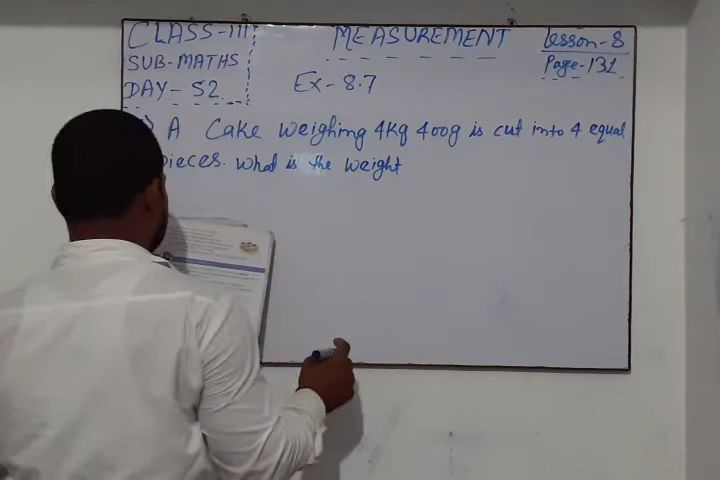 CLASS-III
MEASUREMENT
Lesson-8
SUB-MATHS
Page-131
DAY-52
Ex-8.7
A Cake weighing 4Kg 400g is cut into 4 equal
pieces. what is the weight